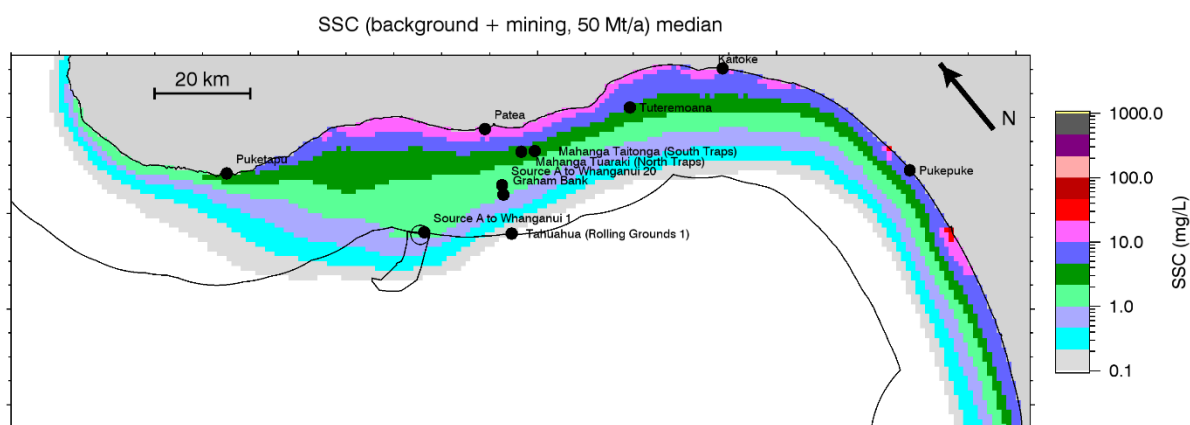 SSC (background + mining, 50 Mt/a) median
20 km
Kaitoke
N
Patea
Tuteremoana
Mahanga Taitonga (South Traps)
Mahanga Tuaraki (North Traps)
Puketapu
Source A to Whanganui 20
Graham Bank
Pukepuke
Source A to Whanganui 1
Tahuahua (Rolling Grounds 1)
1000.0
100.0
10.0
1.0
0.1
SSC (mg/L)